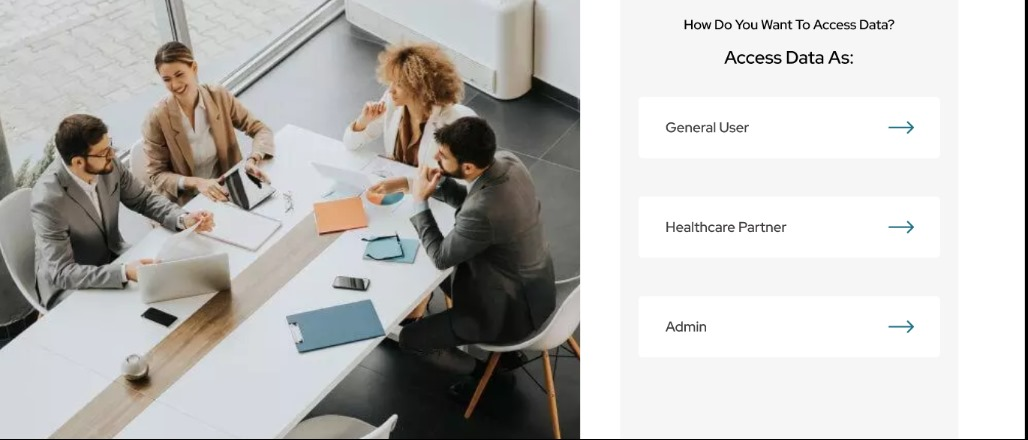 How Do You Want To Access Data?
Access Data As:
General User
Healthcare Partner
Admin